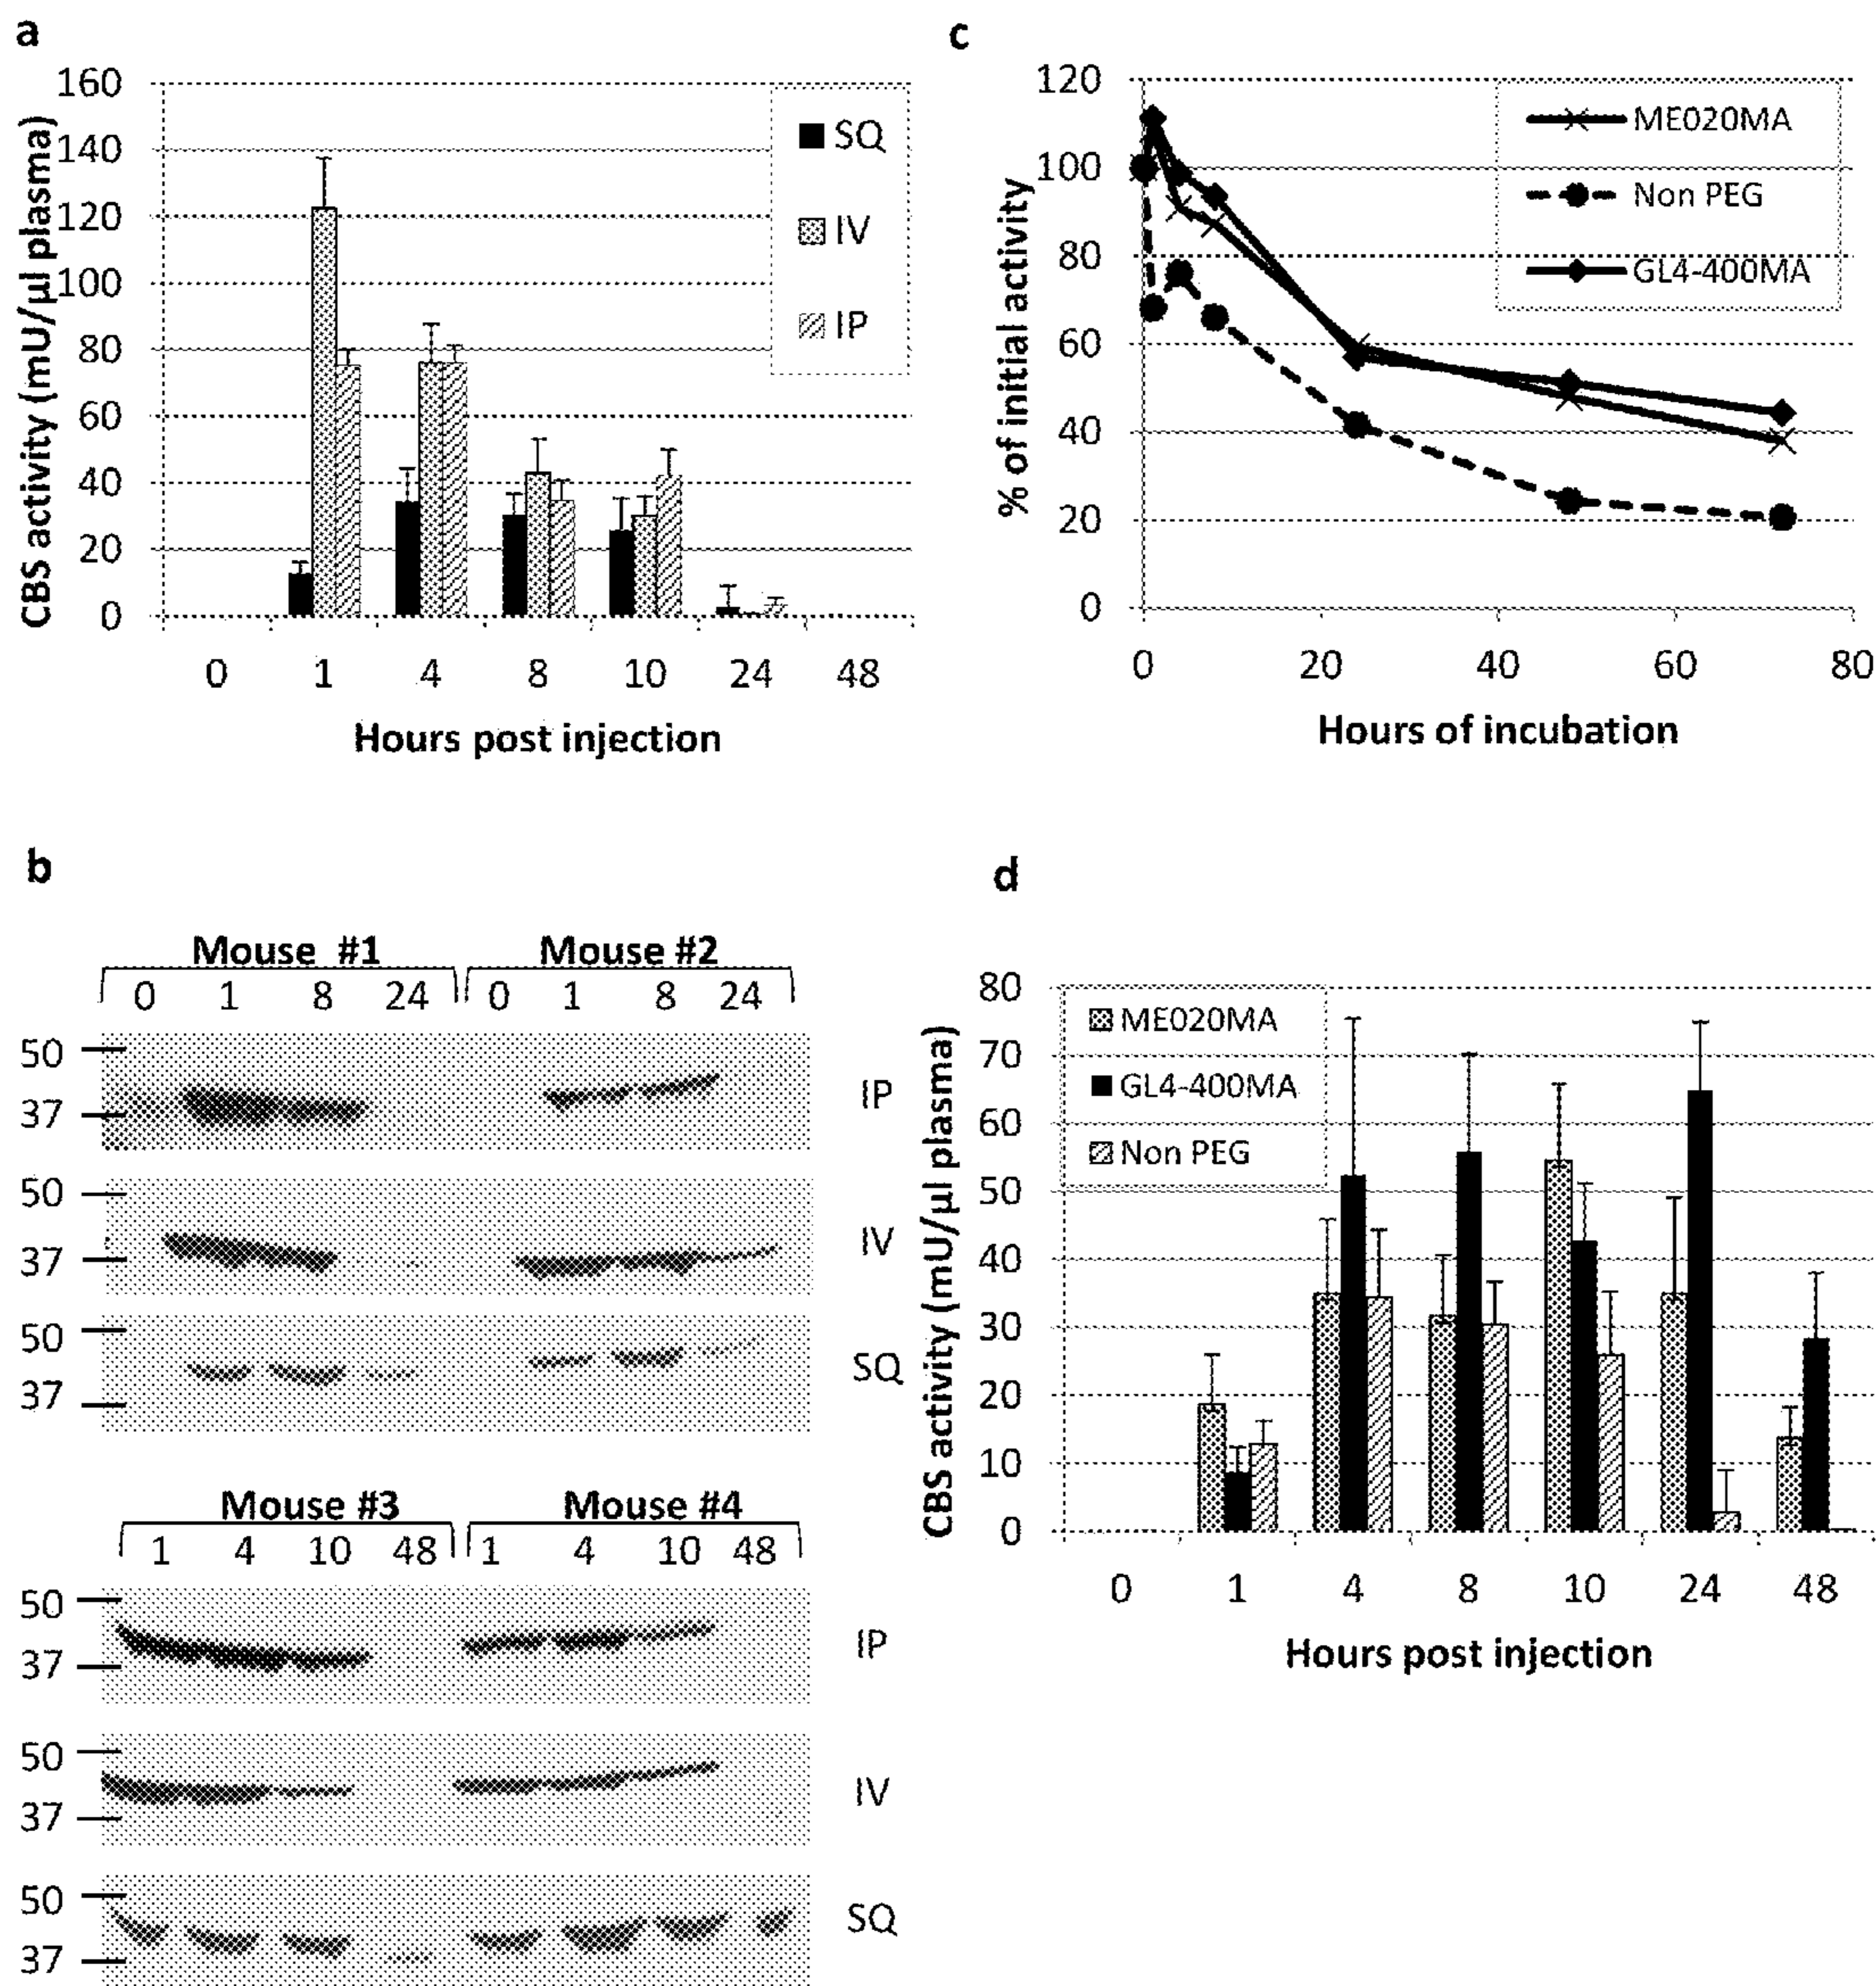 a
CBS activity (mU/µl plasma)
160
140
120
100
80
60
40
20
0
SQ
IV
IP
0 1 4 8 10 24 48
Hours post injection
c
% of initial activity
120
100
80
60
40
20
0
ME020MA
Non PEG
GL4-400MA
0 20 40 60 80
Hours of incubation
b
Mouse #1 Mouse #2
0 1 8 24 0 1 8 24
50
37
IP
50
37
IV
50
37
SQ
Mouse #3 Mouse #4
1 4 10 48 1 4 10 48
50
37
IP
50
37
IV
50
37
SQ
d
CBS activity (mU/µl plasma)
80
70
60
50
40
30
20
10
0
ME020MA
GL4-400MA
Non PEG
0 1 4 8 10 24 48
Hours post injection